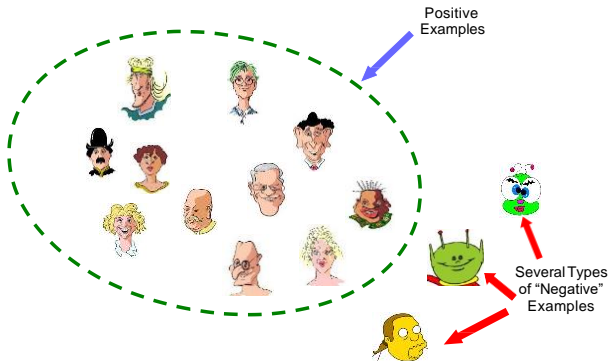 Positive
Examples
Several Types
of “Negative”
Examples